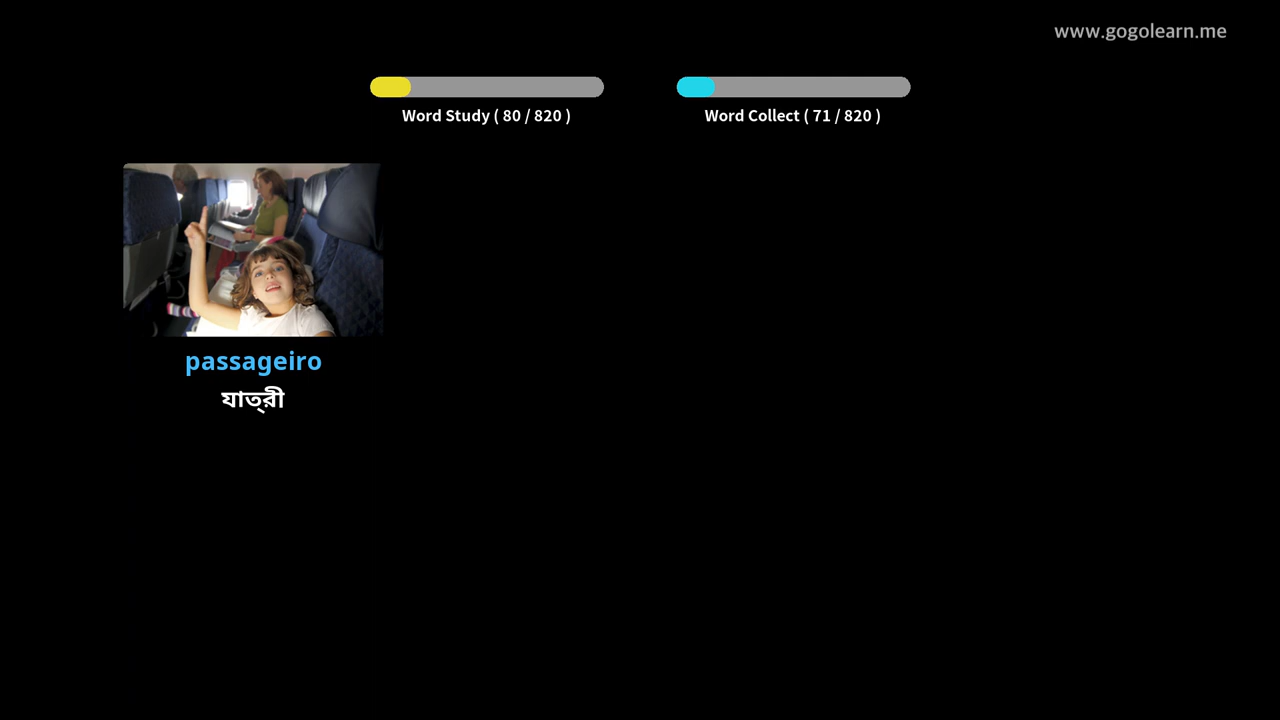 www.gogolearn.me
Word Study ( 80 / 820 )
Word Collect ( 71 / 820 )
passageiro
যাত্রী